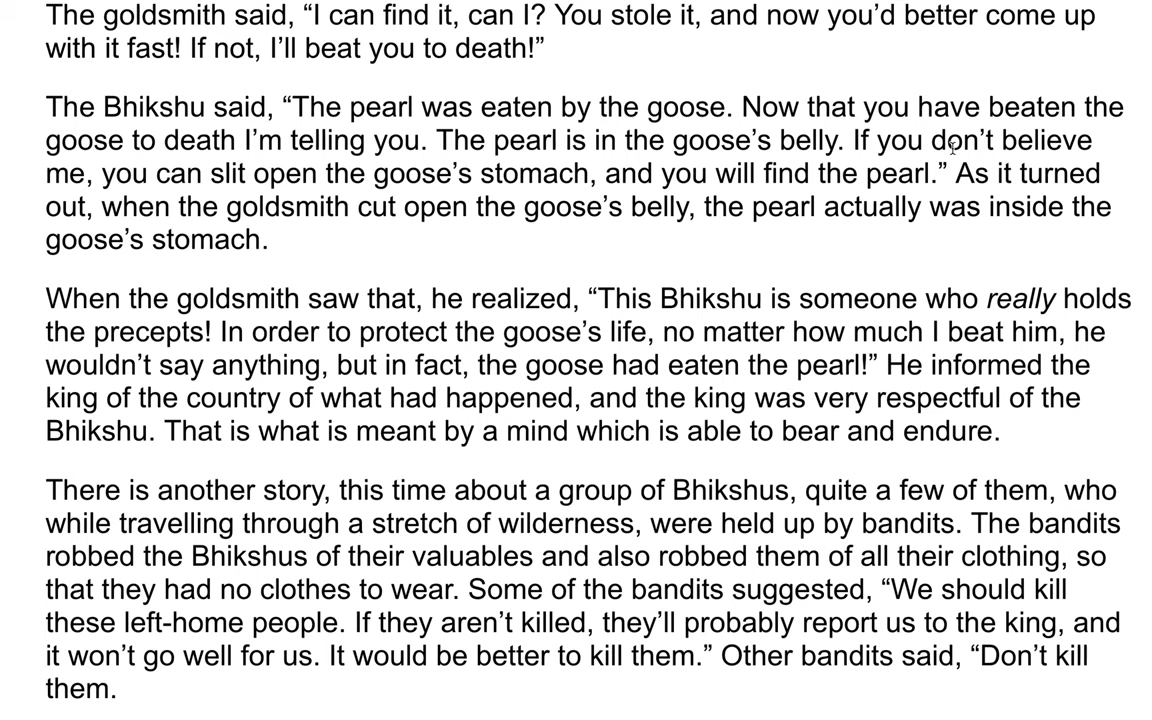 The goldsmith said, “I can find it, can I? You stole it, and now you’d better come up
with it fast! If not, I’ll beat you to death!”
The Bhikshu said, “The pearl was eaten by the goose. Now that you have beaten the
goose to death I’m telling you. The pearl is in the goose’s belly. If you don’t believe
me, you can slit open the goose’s stomach, and you will find the pearl.” As it turned
out, when the goldsmith cut open the goose’s belly, the pearl actually was inside the
goose’s stomach.
When the goldsmith saw that, he realized, “This Bhikshu is someone who really holds
the precepts! In order to protect the goose’s life, no matter how much I beat him, he
wouldn’t say anything, but in fact, the goose had eaten the pearl!” He informed the
king of the country of what had happened, and the king was very respectful of the
Bhikshu. That is what is meant by a mind which is able to bear and endure.
There is another story, this time about a group of Bhikshus, quite a few of them, who
while travelling through a stretch of wilderness, were held up by bandits. The bandits
robbed the Bhikshus of their valuables and also robbed them of all their clothing, so
that they had no clothes to wear. Some of the bandits suggested, “We should kill
these left-home people. If they aren’t killed, they’ll probably report us to the king, and
it won’t go well for us. It would be better to kill them.” Other bandits said, “Don’t kill
them.